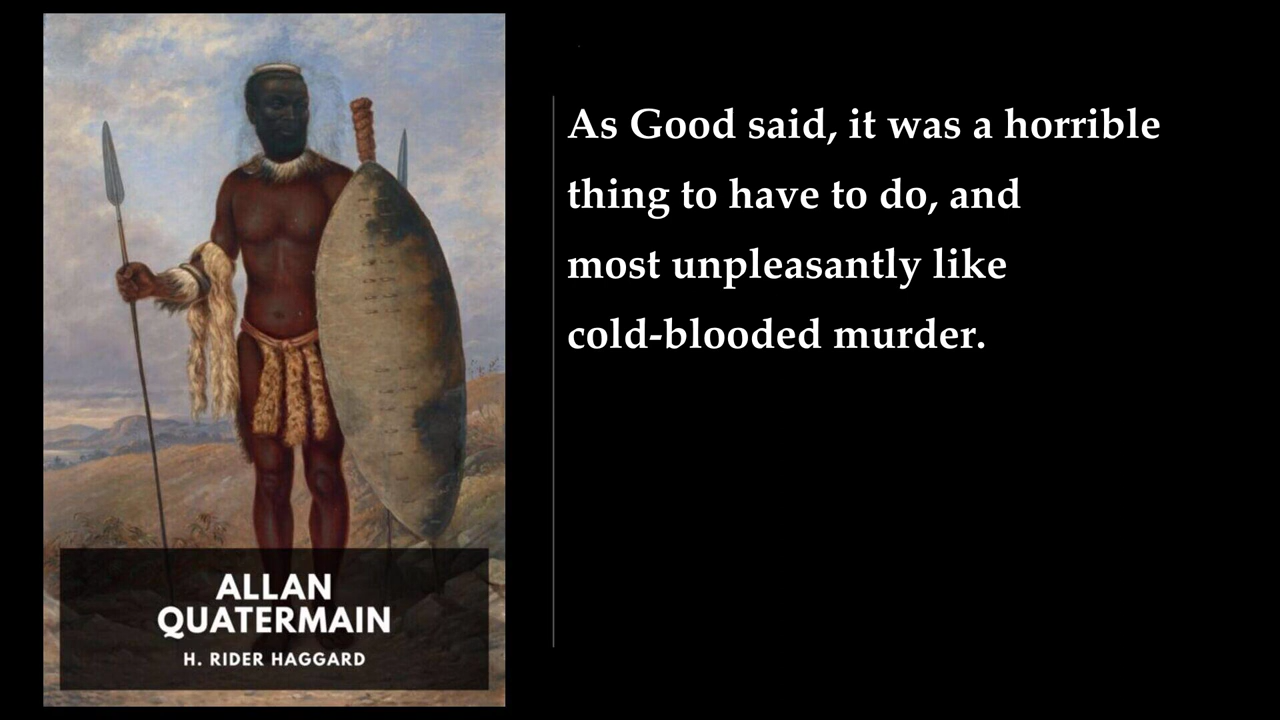 As Good said, it was a horrible
thing to have to do, and
most unpleasantly like
cold-blooded murder.
ALLAN
QUATERMAIN
H. RIDER HAGGARD